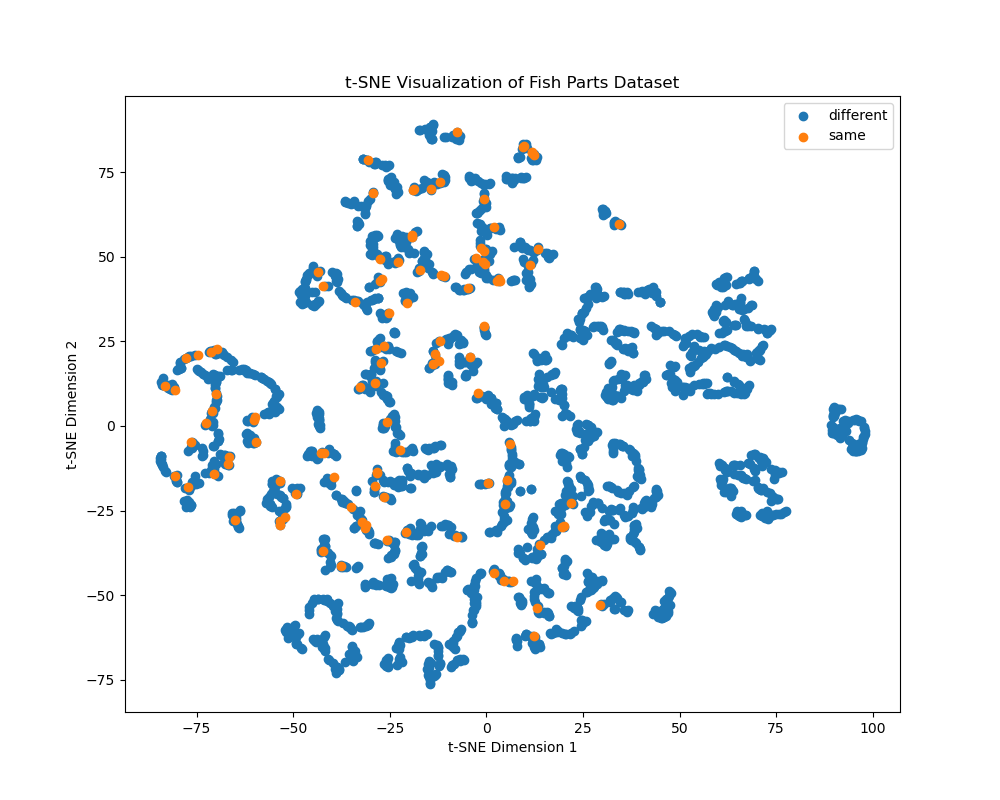 t-SNE Visualization of Fish Parts Dataset
different
same
75
50
25
0
−25
−50
−75
t-SNE Dimension 2
−75 −50 −25 0 25 50 75 100
t-SNE Dimension 1